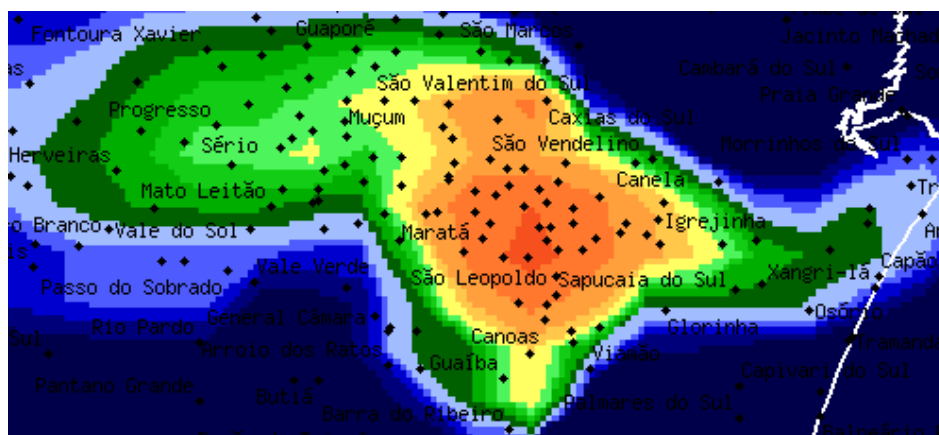 Fontoura Xavier
Guaporé
São Marcos
Jacinto Machado
Cambará do Sul
São Valentim do Sul
Praia Grande
Progresso
Muçum
Caxias do Sul
Sério
São Vendelino
Morrinhos do Sul
Herveiras
Mato Leitão
Canela
Branco
Vale do Sol
Maratá
Igrejinha
Vale Verde
São Leopoldo
Sapucaia do Sul
Xangri-lá
Capão
Passo do Sobrado
Rio Pardo
General Câmara
Canoas
Glorinha
Osório
Sul
Arroio dos Ratos
Guaíba
Viamão
Pantano Grande
Butiá
Capivari do Sul
Barra do Ribeiro
Palmares do Sul
Balneário